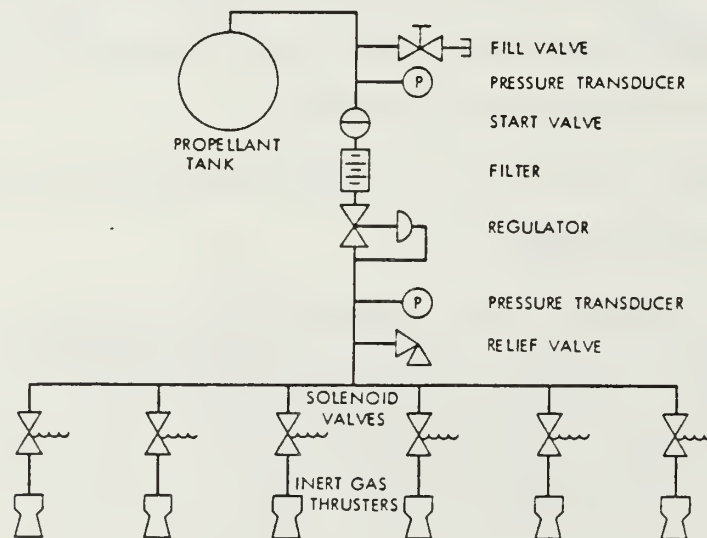 FILL VALVE
P
PRESSURE TRANSDUCER
START VALVE
PROPELLANT
TANK
FILTER
REGULATOR
P
PRESSURE TRANSDUCER
RELIEF VALVE
SOLENOID
VALVES
INERT GAS
THRUSTERS